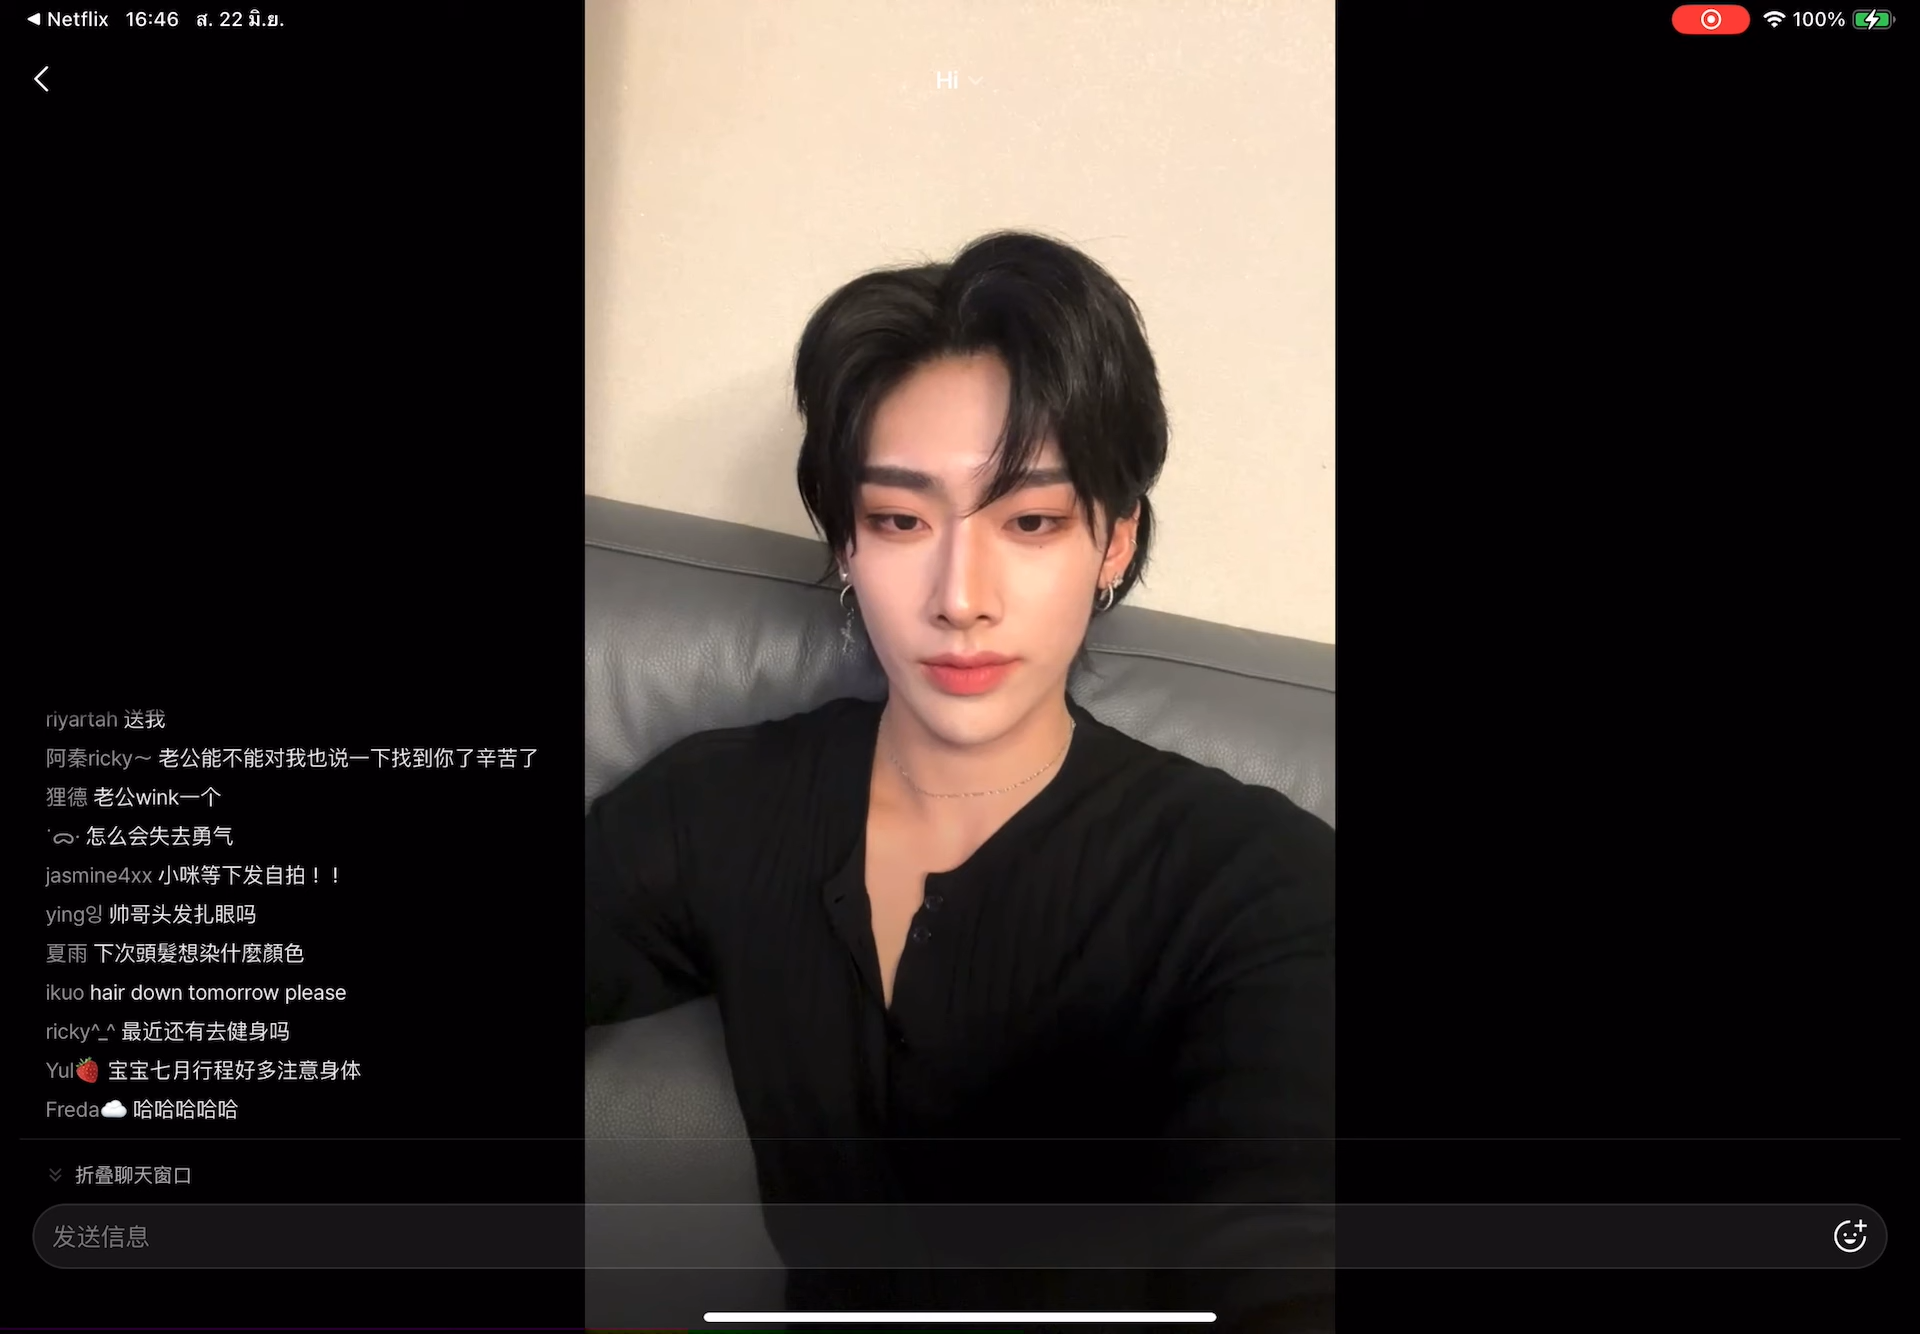 ◀ Netflix 16:46 ส. 22 มิ.ย.
100%
Hi
riyartah 送我
阿秦ricky～ 老公能不能对我也说一下找到你了辛苦了
狸德 老公wink一个
怎么会失去勇气
jasmine4xx 小咪等下发自拍！！
ying잉 帅哥头发扎眼吗
夏雨 下次頭髮想染什麼顏色
ikuo hair down tomorrow please
ricky^_^ 最近还有去健身吗
Yul🍓 宝宝七月行程好多注意身体
Freda☁️ 哈哈哈哈哈
折叠聊天窗口
发送信息